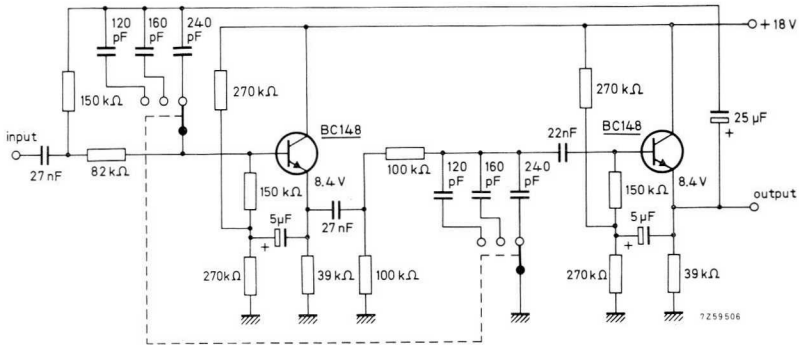 120 pF
160 pF
240 pF
+18V
150 kΩ
270 kΩ
270 kΩ
25 µF
+
input
BC148
22nF
BC148
27 nF
82 kΩ
100 kΩ
120 pF
160 pF
240 pF
150 kΩ
8.4 V
150 kΩ
8.4 V
output
5µF
+
27 nF
5 µF
+
270kΩ
39 kΩ
100 kΩ
270kΩ
39 kΩ
7Z59506